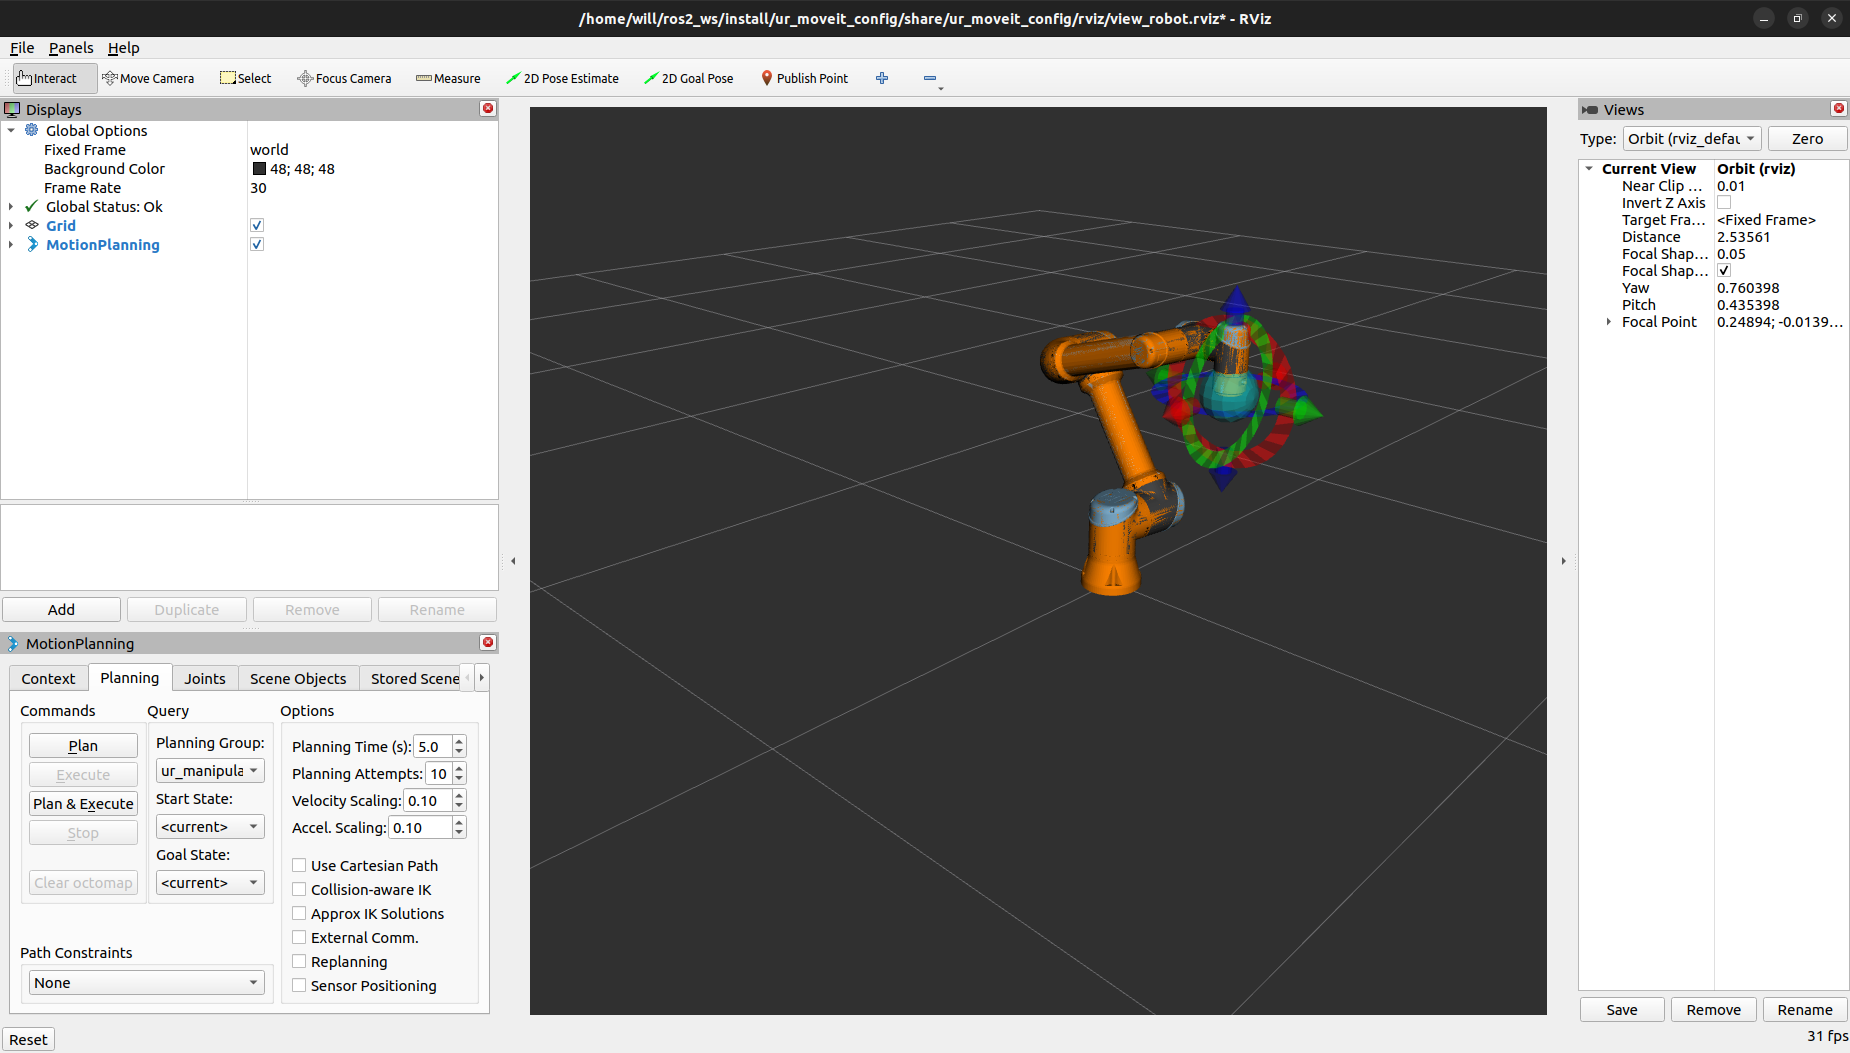 /home/will/ros2_ws/install/ur_moveit_config/share/ur_moveit_config/rviz/view_robot.rviz* - RViz
File Panels Help
Interact Move Camera Select Focus Camera Measure 2D Pose Estimate 2D Goal Pose Publish Point
Displays
Global Options
Fixed Frame world
Background Color 48; 48; 48
Frame Rate 30
Global Status: Ok
Grid
MotionPlanning
Add Duplicate Remove Rename
MotionPlanning
Context Planning Joints Scene Objects Stored Scene
Commands Query Options
Plan
Execute
Plan & Execute
Stop
Clear octomap
Planning Group:
ur_manipula
Start State:
<current>
Goal State:
<current>
Planning Time (s): 5.0
Planning Attempts: 10
Velocity Scaling: 0.10
Accel. Scaling: 0.10
Use Cartesian Path
Collision-aware IK
Approx IK Solutions
External Comm.
Replanning
Sensor Positioning
Path Constraints
None
Reset
Views
Type: Orbit (rviz_defau Zero
Current View Orbit (rviz)
Near Clip ... 0.01
Invert Z Axis
Target Fra... <Fixed Frame>
Distance 2.53561
Focal Shap... 0.05
Focal Shap...
Yaw 0.760398
Pitch 0.435398
Focal Point 0.24894; -0.0139...
Save Remove Rename
31 fps